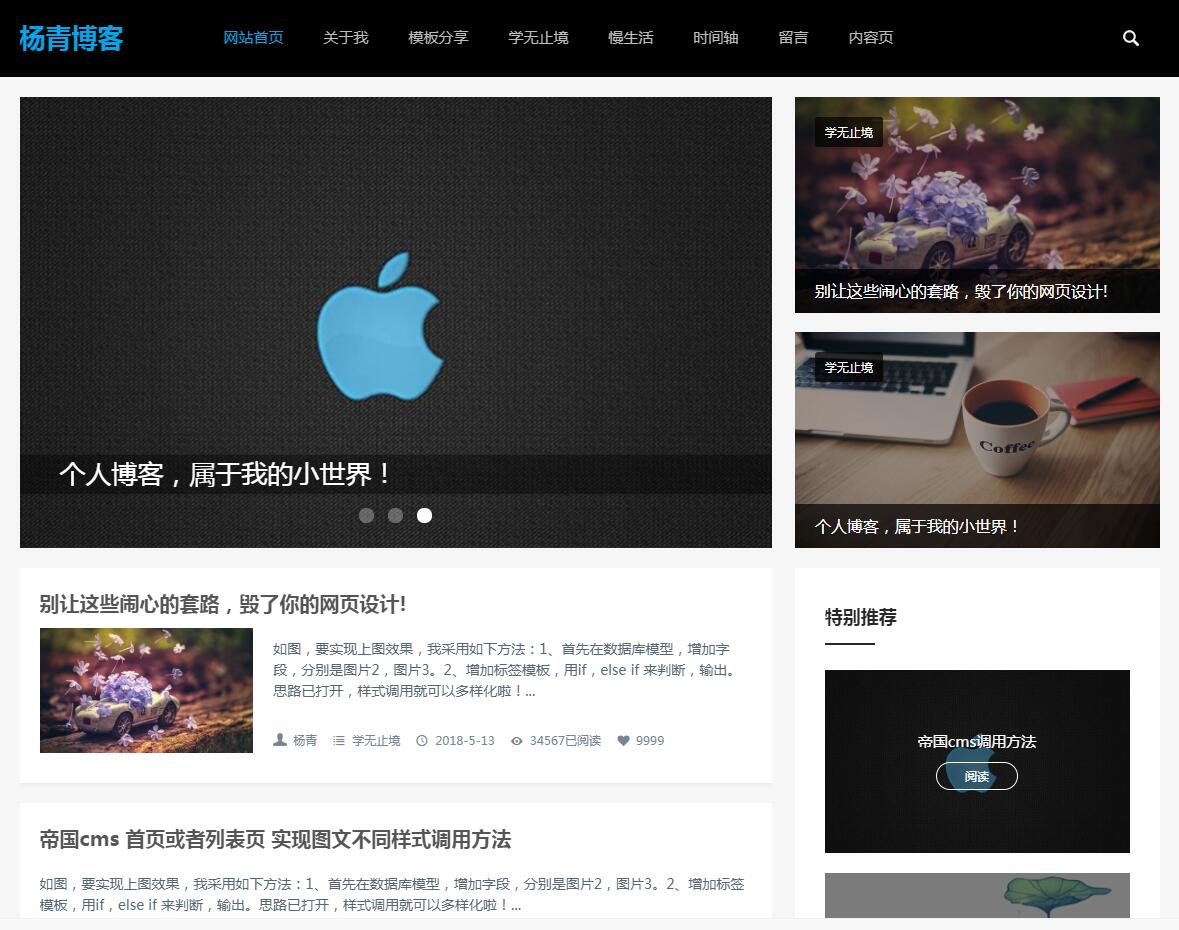 杨青博客
网站首页 关于我 模板分享 学无止境 慢生活 时间轴 留言 内容页
个人博客，属于我的小世界！
学无止境
别让这些闹心的套路，毁了你的网页设计!
学无止境
Coffee
个人博客，属于我的小世界！
别让这些闹心的套路，毁了你的网页设计!
如图，要实现上图效果，我采用如下方法：1、首先在数据库模型，增加字
段，分别是图片2，图片3。2、增加标签模板，用if，else if 来判断，输出。
思路已打开，样式调用就可以多样化啦！...
杨青 学无止境 2018-5-13 34567已阅读 9999
帝国cms 首页或者列表页 实现图文不同样式调用方法
如图，要实现上图效果，我采用如下方法：1、首先在数据库模型，增加字段，分别是图片2，图片3。2、增加标签
模板，用if，else if 来判断，输出。思路已打开，样式调用就可以多样化啦！...
特别推荐
帝国cms调用方法
阅读